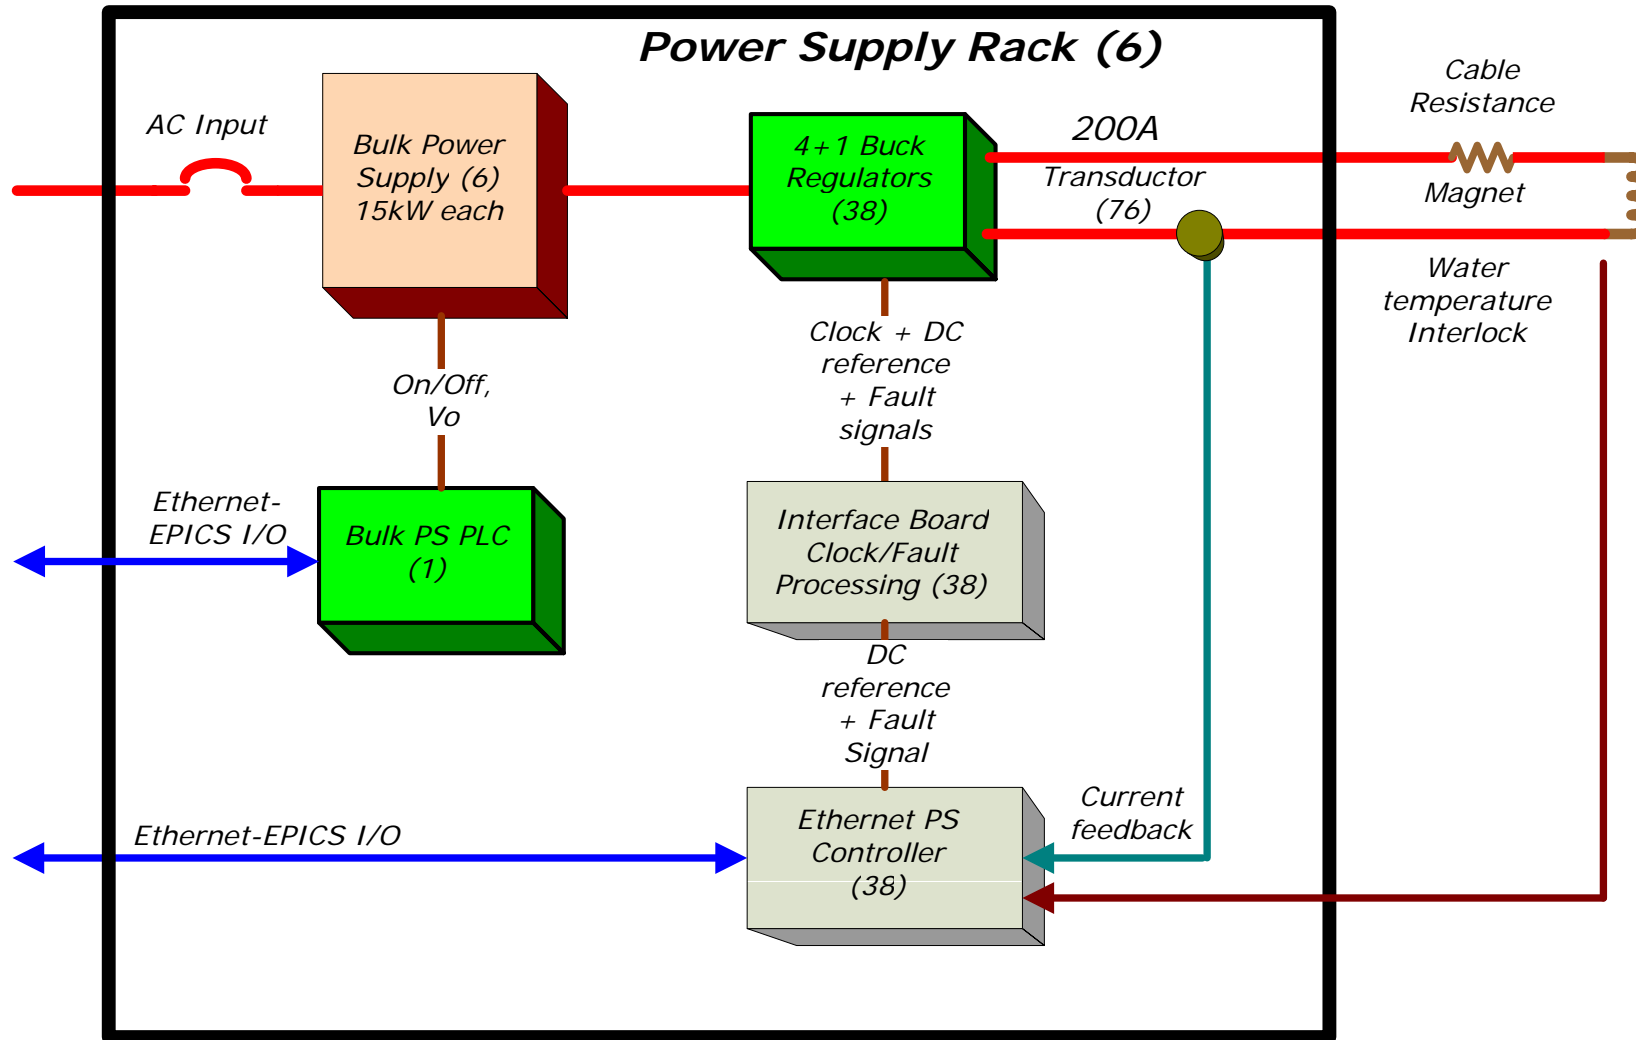 Power Supply Rack (6)
AC Input
Bulk Power
Supply (6)
15kW each
4+1 Buck
Regulators
(38)
200A
Transductor
(76)
Cable
Resistance
Magnet
Water
temperature
Interlock
On/Off,
Vo
Clock + DC
reference
+ Fault
signals
Ethernet-
EPICS I/O
Bulk PS PLC
(1)
Interface Board
Clock/Fault
Processing (38)
DC
reference
+ Fault
Signal
Ethernet-EPICS I/O
Ethernet PS
Controller
(38)
Current
feedback